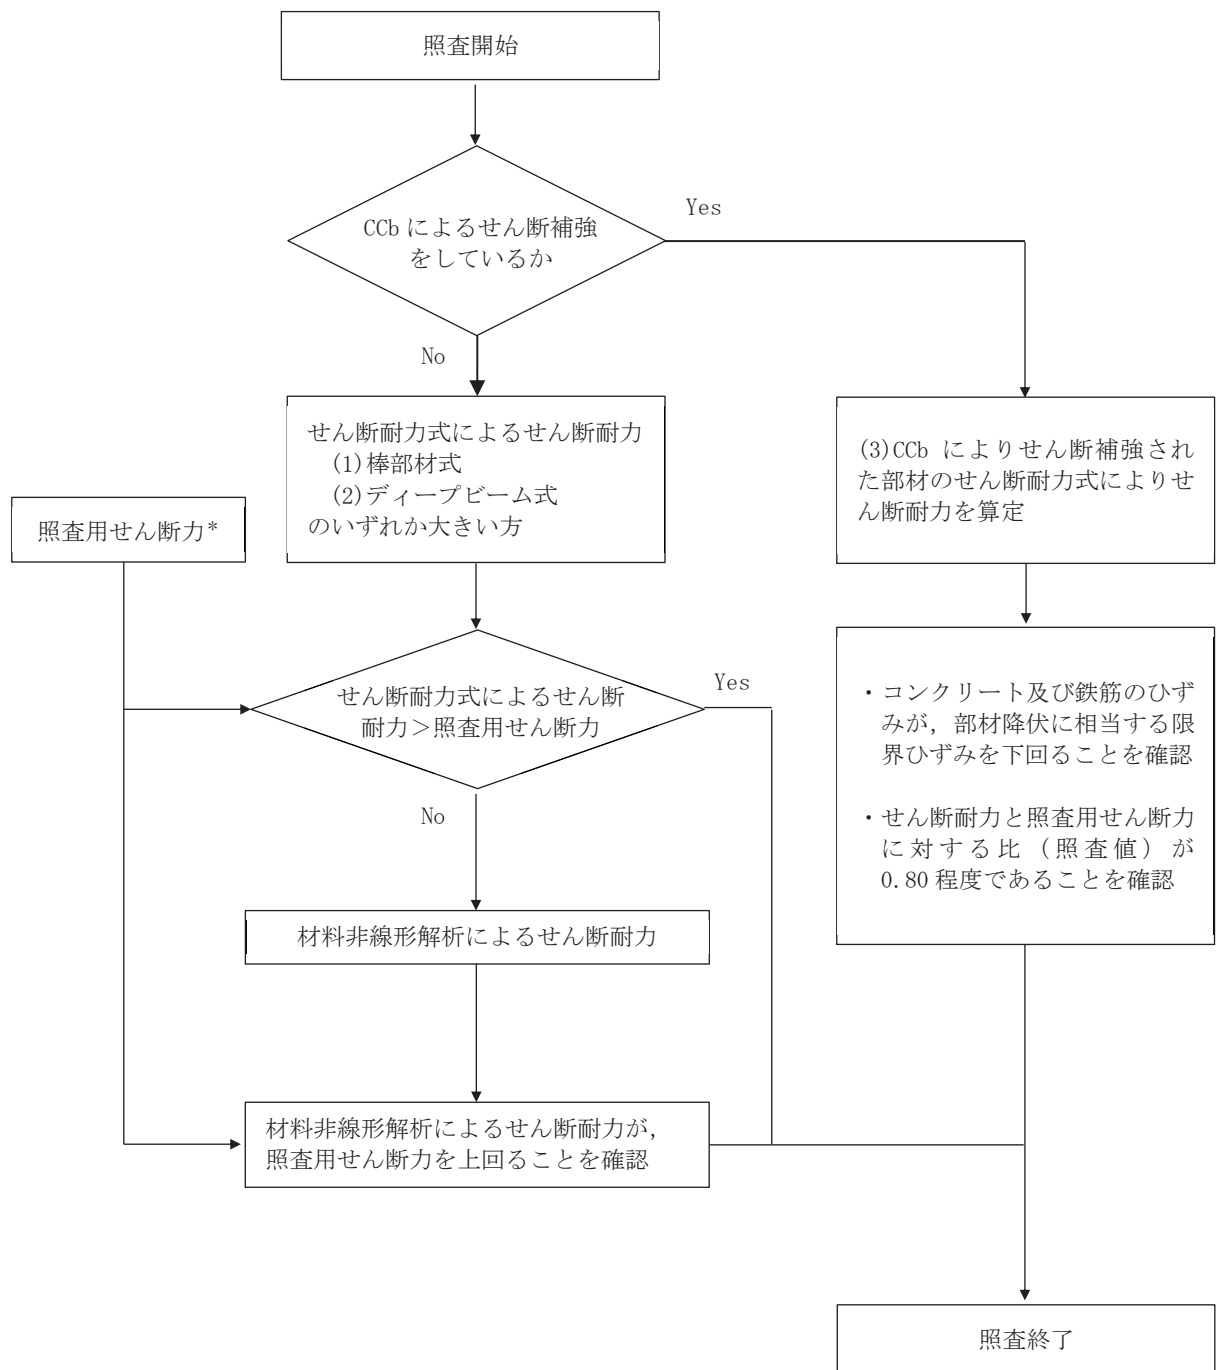 照査開始
CCb によるせん断補強
をしているか
Yes
No
せん断耐力式によるせん断耐力
(1)棒部材式
(2)ディープビーム式
のいずれか大きい方
(3)CCb によりせん断補強され
た部材のせん断耐力式によりせ
ん断耐力を算定
照査用せん断力*
せん断耐力式によるせん断
耐力＞照査用せん断力
Yes
No
・コンクリート及び鉄筋のひず
みが，部材降伏に相当する限
界ひずみを下回ることを確認
・せん断耐力と照査用せん断力
に対する比（照査値）が
0.80 程度であることを確認
材料非線形解析によるせん断耐力
材料非線形解析によるせん断耐力が，
照査用せん断力を上回ることを確認
照査終了